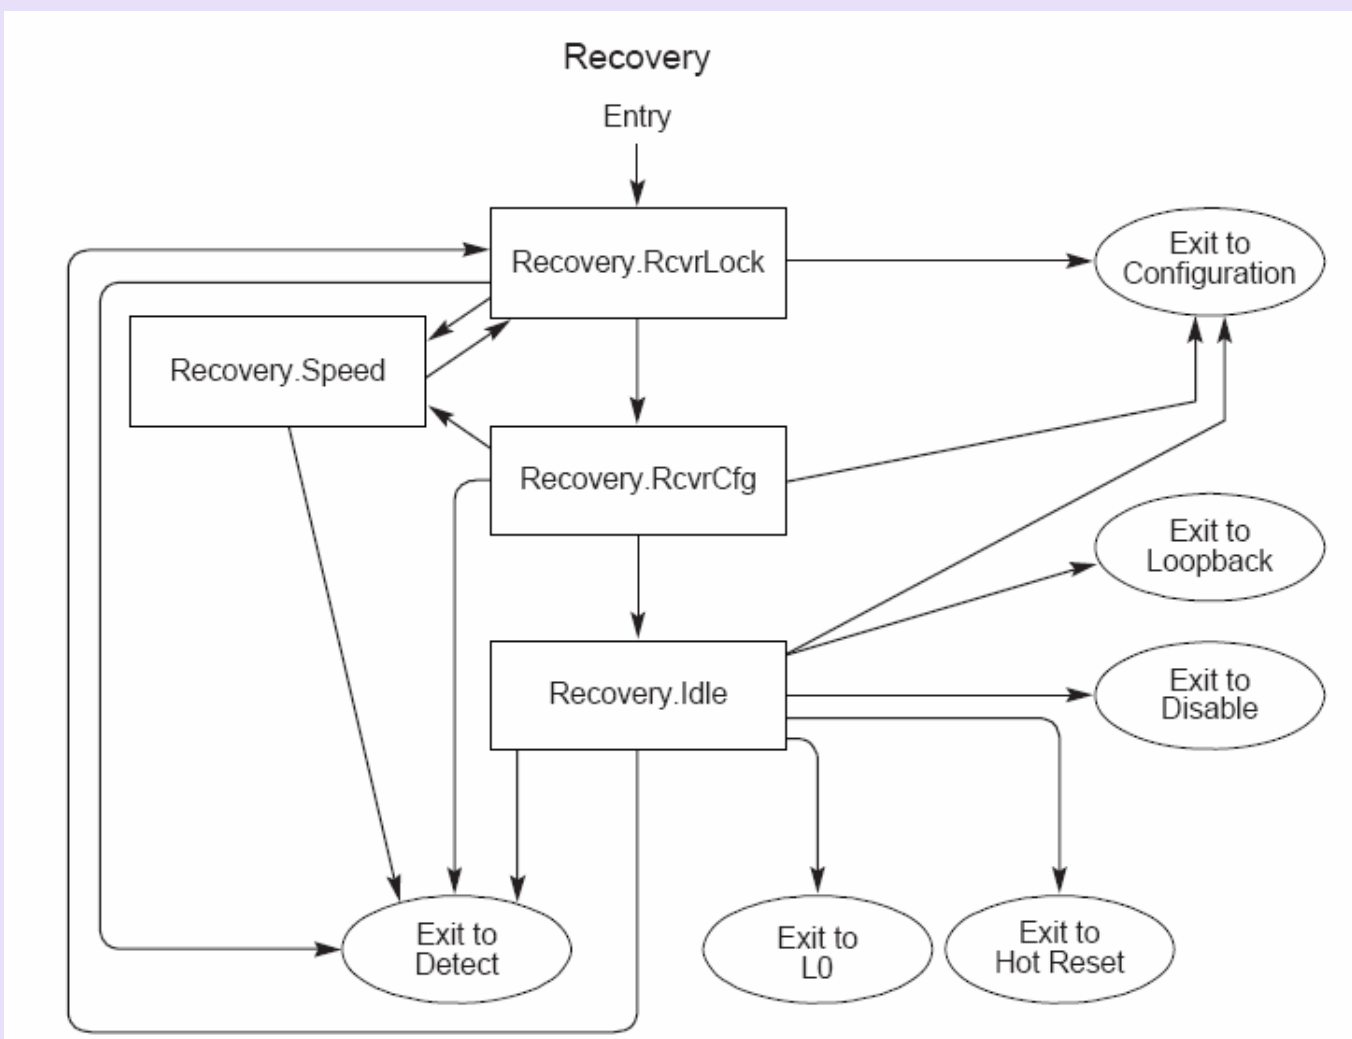 Recovery
Entry
Recovery.RcvrLock
Exit to
Configuration
Recovery.Speed
Recovery.RcvrCfg
Exit to
Loopback
Recovery.Idle
Exit to
Disable
Exit to
Detect
Exit to
L0
Exit to
Hot Reset